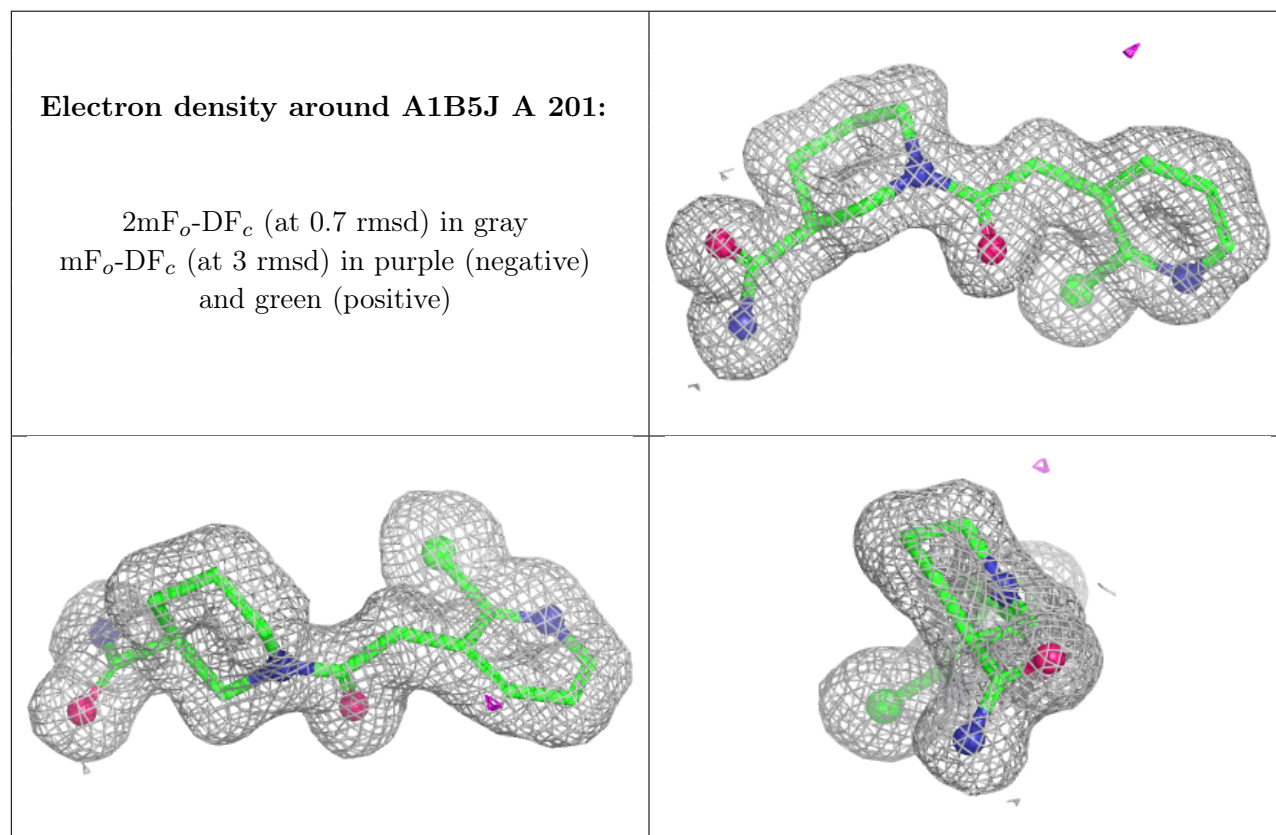 Electron density around A1B5J A 201:
2mFo-DFc (at 0.7 rmsd) in gray
mFo-DFc (at 3 rmsd) in purple (negative)
and green (positive)